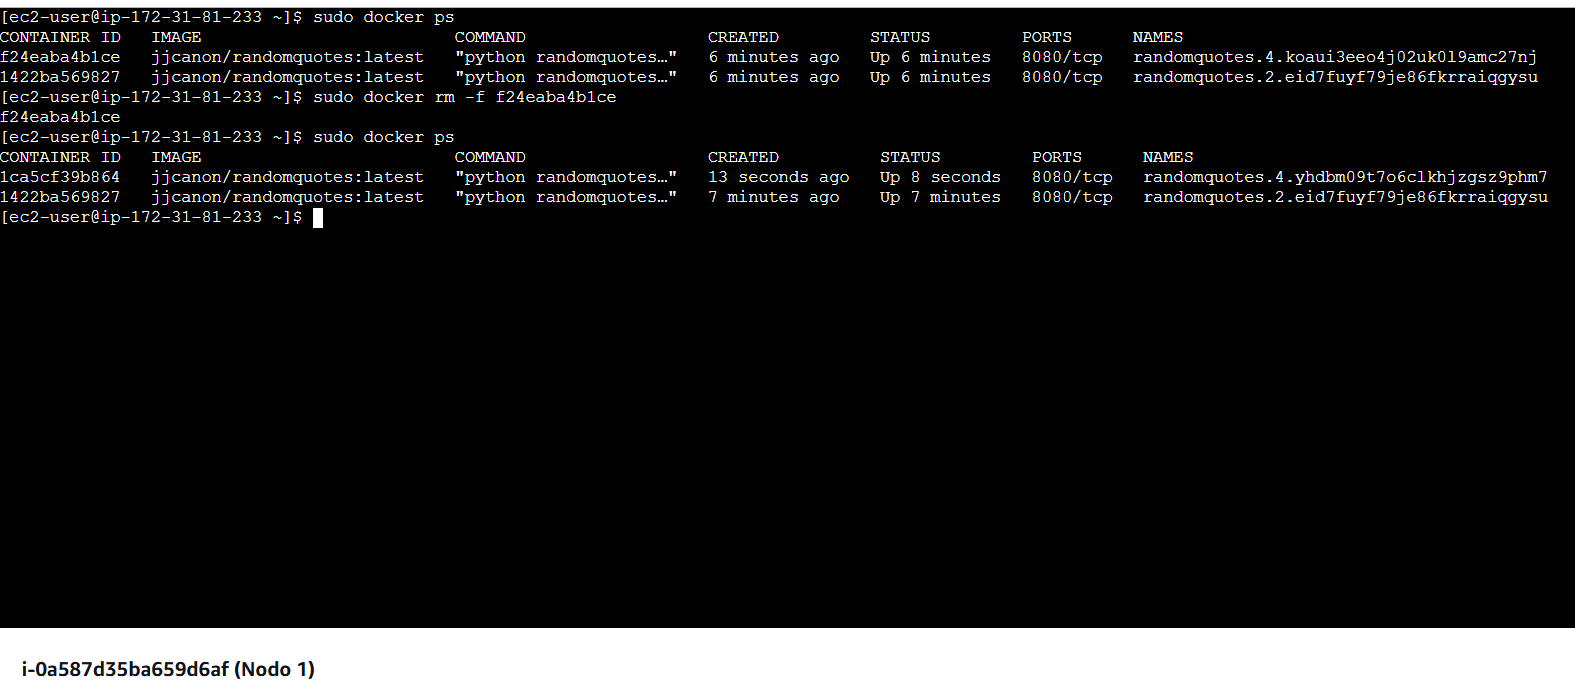 [ec2-user@ip-172-31-81-233 ~]$ sudo docker ps
CONTAINER ID   IMAGE                         COMMAND                  CREATED         STATUS         PORTS      NAMES
f24eaba4b1ce   jjcanon/randomquotes:latest   "python randomquotes…"   6 minutes ago   Up 6 minutes   8080/tcp   randomquotes.4.koaui3eeo4j02uk0l9amc27nj
1422ba569827   jjcanon/randomquotes:latest   "python randomquotes…"   6 minutes ago   Up 6 minutes   8080/tcp   randomquotes.2.eid7fuyf79je86fkrraiqgysu
[ec2-user@ip-172-31-81-233 ~]$ sudo docker rm -f f24eaba4b1ce
f24eaba4b1ce
[ec2-user@ip-172-31-81-233 ~]$ sudo docker ps
CONTAINER ID   IMAGE                         COMMAND                  CREATED          STATUS         PORTS      NAMES
1ca5cf39b864   jjcanon/randomquotes:latest   "python randomquotes…"   13 seconds ago   Up 8 seconds   8080/tcp   randomquotes.4.yhdbm09t7o6clkhjzgsz9phm7
1422ba569827   jjcanon/randomquotes:latest   "python randomquotes…"   7 minutes ago    Up 7 minutes   8080/tcp   randomquotes.2.eid7fuyf79je86fkrraiqgysu
[ec2-user@ip-172-31-81-233 ~]$
i-0a587d35ba659d6af (Nodo 1)